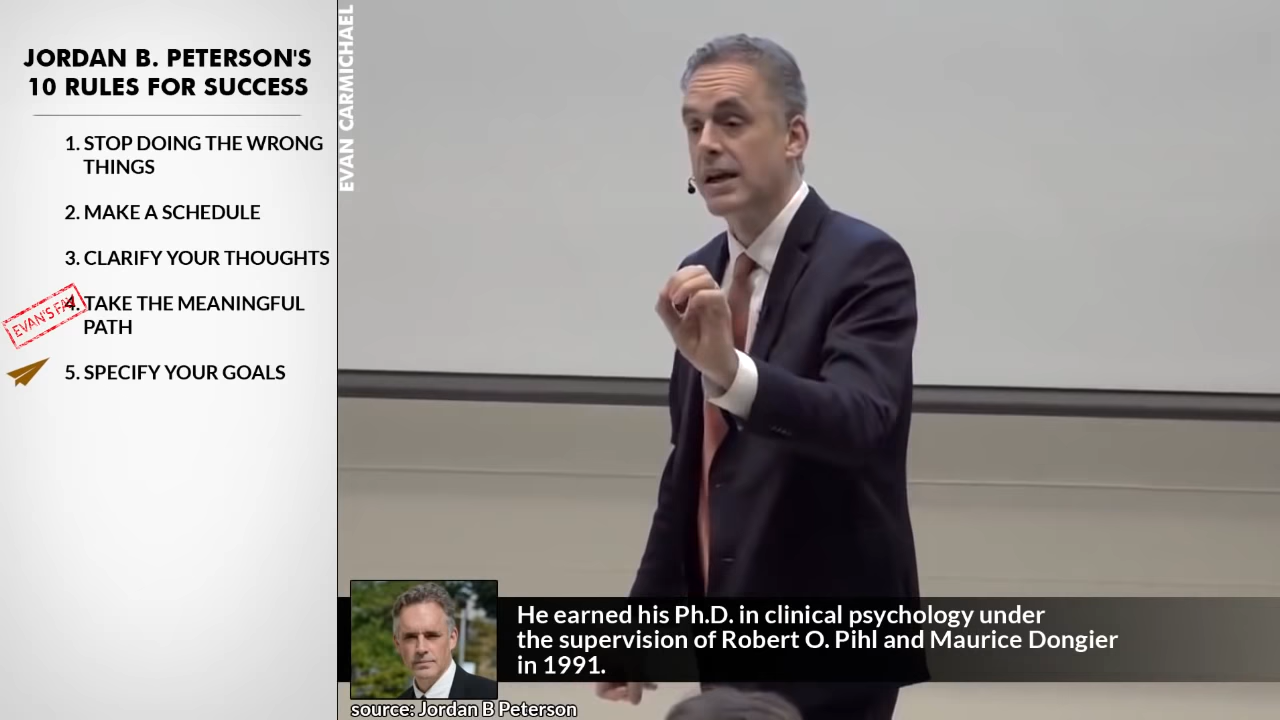 JORDAN B. PETERSON'S
10 RULES FOR SUCCESS
1. STOP DOING THE WRONG
THINGS
2. MAKE A SCHEDULE
3. CLARIFY YOUR THOUGHTS
EVAN'S FAV
4. TAKE THE MEANINGFUL
PATH
5. SPECIFY YOUR GOALS
EVAN CARMICHAEL
He earned his Ph.D. in clinical psychology under
the supervision of Robert O. Pihl and Maurice Dongier
in 1991.
source: Jordan B Peterson